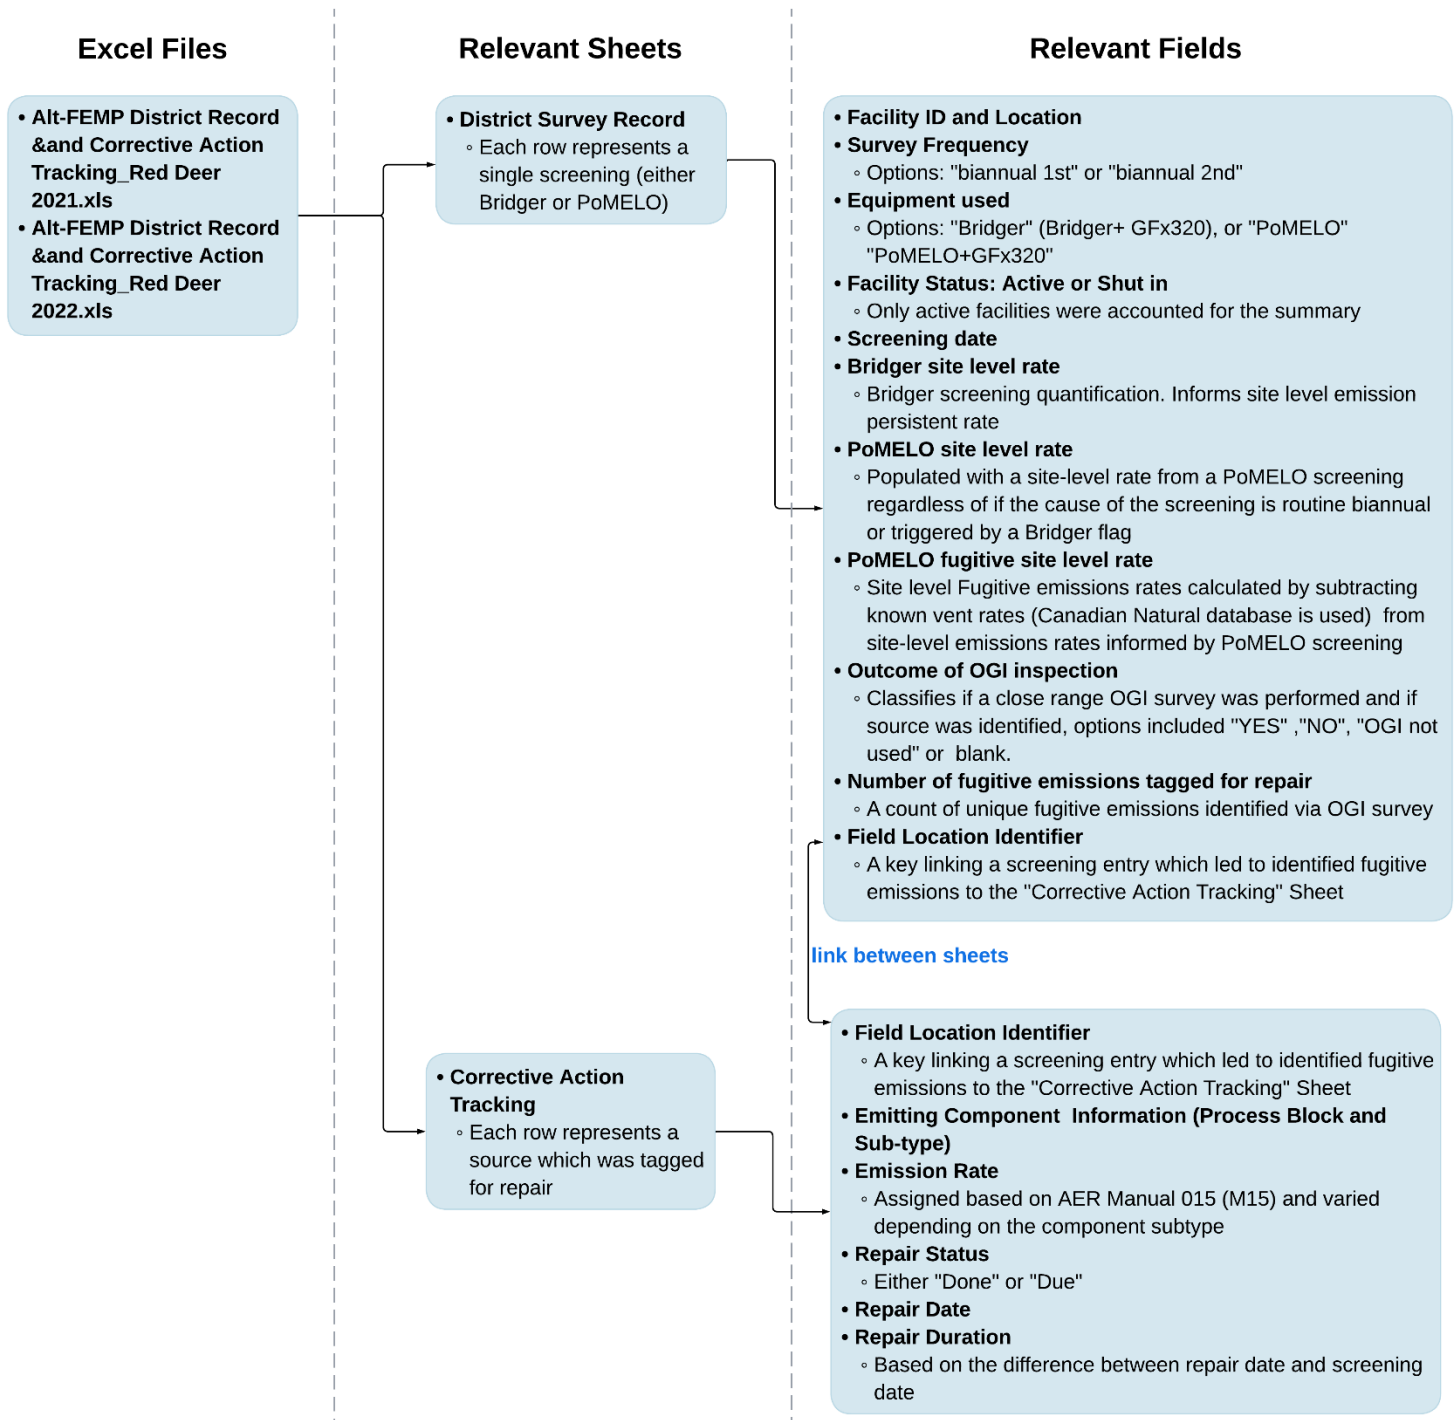 Excel Files
Relevant Sheets
Relevant Fields
• Alt-FEMP District Record
&and Corrective Action
Tracking_Red Deer
2021.xls
• Alt-FEMP District Record
&and Corrective Action
Tracking_Red Deer
2022.xls
• District Survey Record
◦ Each row represents a
single screening (either
Bridger or PoMELO)
• Facility ID and Location
• Survey Frequency
◦ Options: "biannual 1st" or "biannual 2nd"
• Equipment used
◦ Options: "Bridger" (Bridger+ GFx320), or "PoMELO"
"PoMELO+GFx320"
• Facility Status: Active or Shut in
◦ Only active facilities were accounted for the summary
• Screening date
• Bridger site level rate
◦ Bridger screening quantification. Informs site level emission
persistent rate
• PoMELO site level rate
◦ Populated with a site-level rate from a PoMELO screening
regardless of if the cause of the screening is routine biannual
or triggered by a Bridger flag
• PoMELO fugitive site level rate
◦ Site level Fugitive emissions rates calculated by subtracting
known vent rates (Canadian Natural database is used)  from
site-level emissions rates informed by PoMELO screening
• Outcome of OGI inspection
◦ Classifies if a close range OGI survey was performed and if
source was identified, options included "YES" ,"NO", "OGI not
used" or  blank.
• Number of fugitive emissions tagged for repair
◦ A count of unique fugitive emissions identified via OGI survey
• Field Location Identifier
◦ A key linking a screening entry which led to identified fugitive
emissions to the "Corrective Action Tracking" Sheet
link between sheets
• Corrective Action
Tracking
◦ Each row represents a
source which was tagged
for repair
• Field Location Identifier
◦ A key linking a screening entry which led to identified fugitive
emissions to the "Corrective Action Tracking" Sheet
• Emitting Component  Information (Process Block and
Sub-type)
• Emission Rate
◦ Assigned based on AER Manual 015 (M15) and varied
depending on the component subtype
• Repair Status
◦ Either "Done" or "Due"
• Repair Date
• Repair Duration
◦ Based on the difference between repair date and screening
date